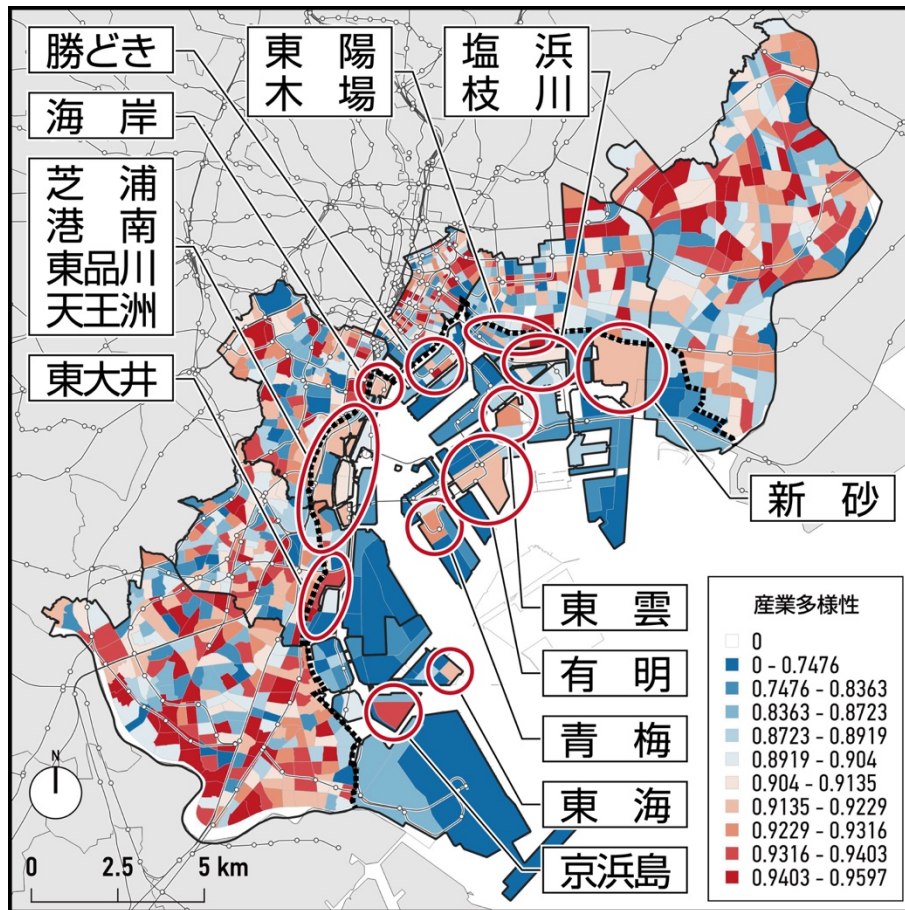 勝どき
海岸
芝浦
港南
東品川
天王洲
東大井
東陽
木場
塩浜
枝川
新砂
東雲
有明
青梅
東海
京浜島
産業多様性
0
0 - 0.7476
0.7476 - 0.8363
0.8363 - 0.8723
0.8723 - 0.8919
0.8919 - 0.904
0.904 - 0.9135
0.9135 - 0.9229
0.9229 - 0.9316
0.9316 - 0.9403
0.9403 - 0.9597
N
0 2.5 5 km